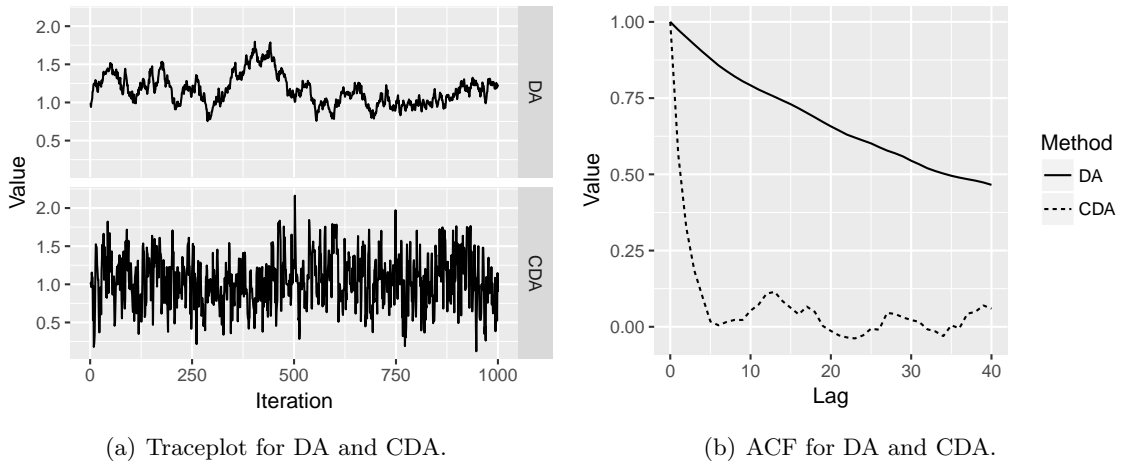 2.0
1.5
1.0
0.5
DA
2.0
1.5
1.0
0.5
CDA
Value
0
250
500
750
1000
Iteration
(a) Traceplot for DA and CDA.
1.00
0.75
0.50
0.25
0.00
Value
0
10
20
30
40
Lag
Method
DA
CDA
(b) ACF for DA and CDA.